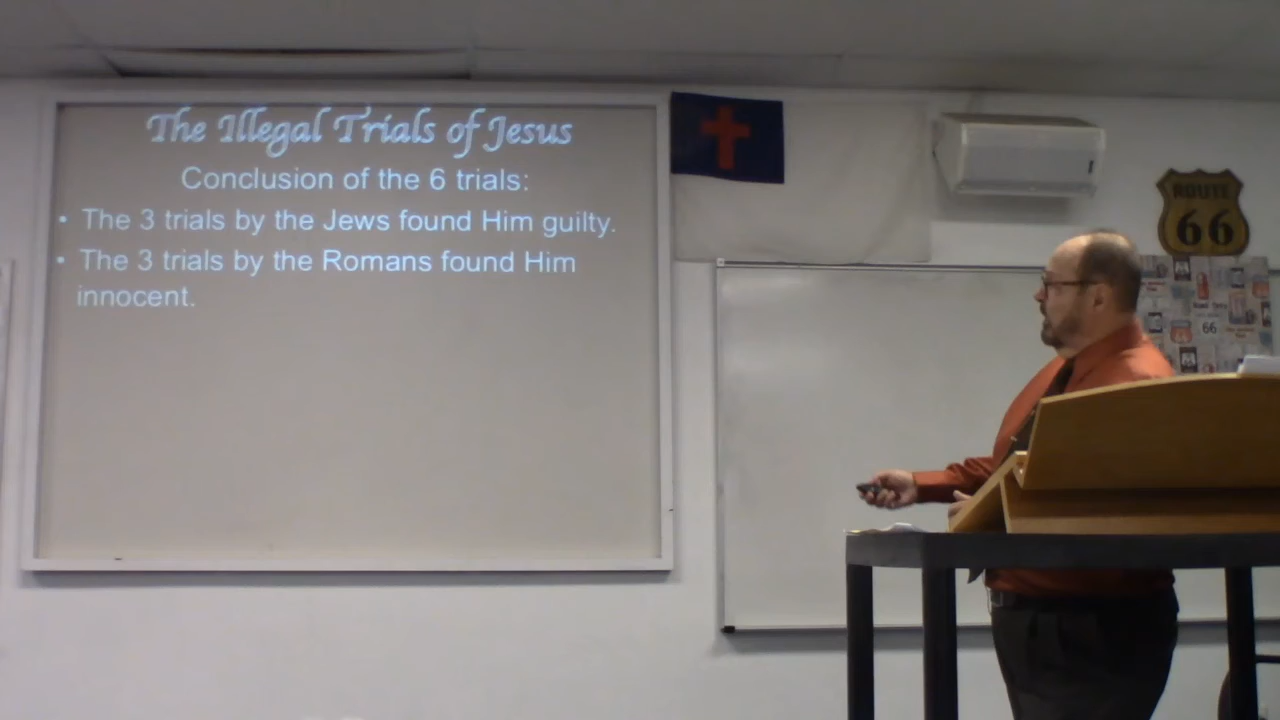 The Illegal Trials of Jesus
Conclusion of the 6 trials:
• The 3 trials by the Jews found Him guilty.
• The 3 trials by the Romans found Him
innocent.
ROUTE
66
66